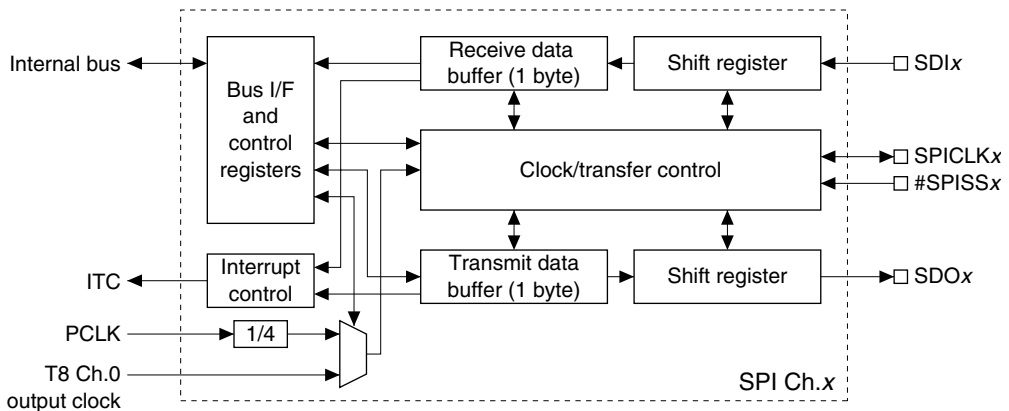 Internal bus
Bus I/F
and
control
registers
Receive data
buffer (1 byte)
Shift register
SDIx
Clock/transfer control
SPICLKx
#SPISSx
ITC
Interrupt
control
Transmit data
buffer (1 byte)
Shift register
SDOx
PCLK
1/4
T8 Ch.0
output clock
SPI Ch.x